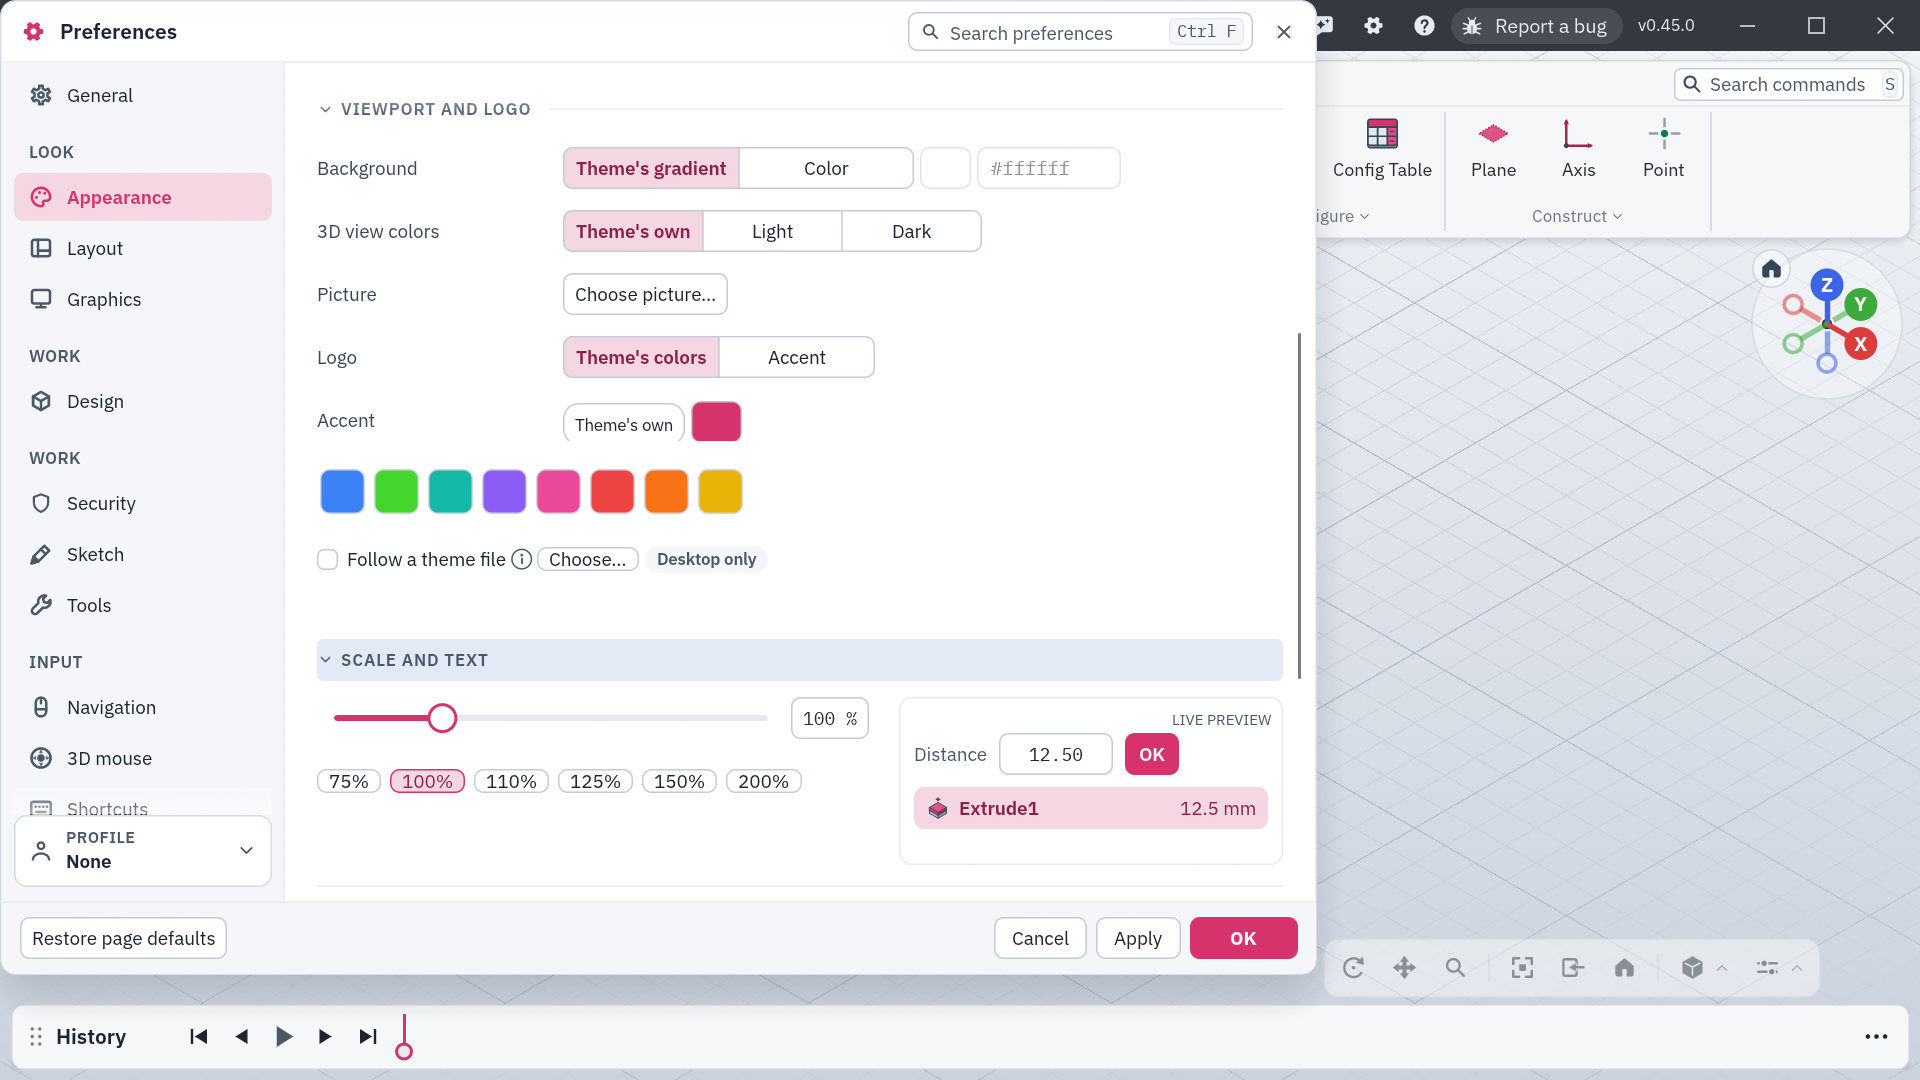 Preferences
Search preferences
Ctrl F
Report a bug
v0.45.0
Search commands
S
General
LOOK
Appearance
Layout
Graphics
WORK
Design
WORK
Security
Sketch
Tools
INPUT
Navigation
3D mouse
Shortcuts
PROFILE
None
VIEWPORT AND LOGO
Background
Theme's gradient
Color
#ffffff
3D view colors
Theme's own
Light
Dark
Picture
Choose picture...
Logo
Theme's colors
Accent
Accent
Theme's own
Follow a theme file
Choose...
Desktop only
SCALE AND TEXT
100 %
75%
100%
110%
125%
150%
200%
LIVE PREVIEW
Distance
12.50
OK
Extrude1
12.5 mm
Restore page defaults
Cancel
Apply
OK
Config Table
Plane
Axis
Point
igure
Construct
Z
Y
X
History